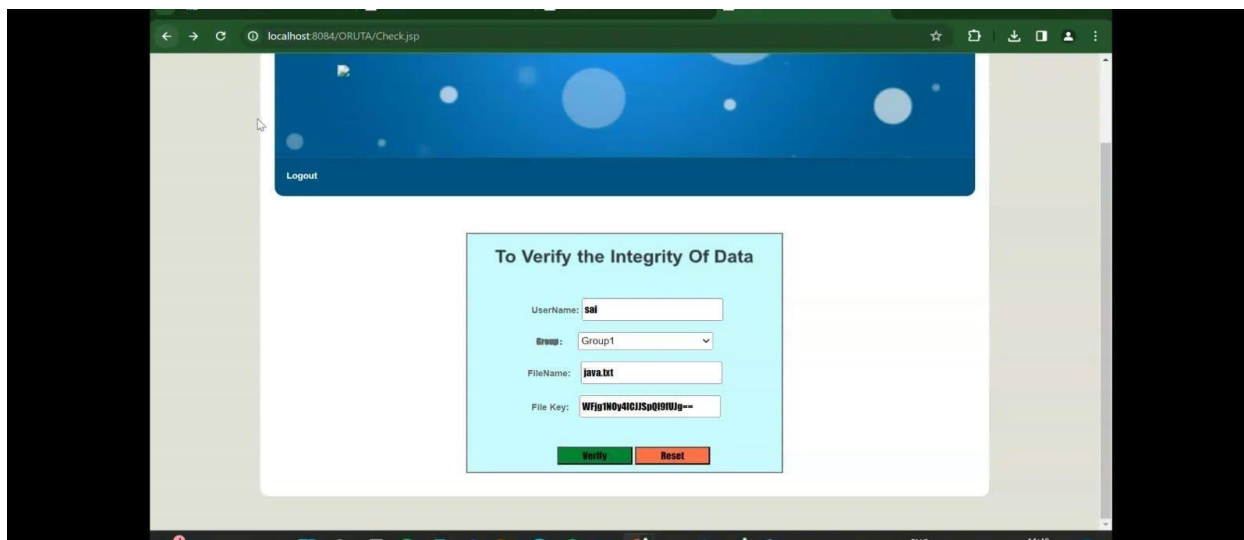 localhost:8084/ORUTA/Check.jsp
Logout
To Verify the Integrity Of Data
UserName: sai
Group : Group1
FileName: java.txt
File Key:
Verify Reset